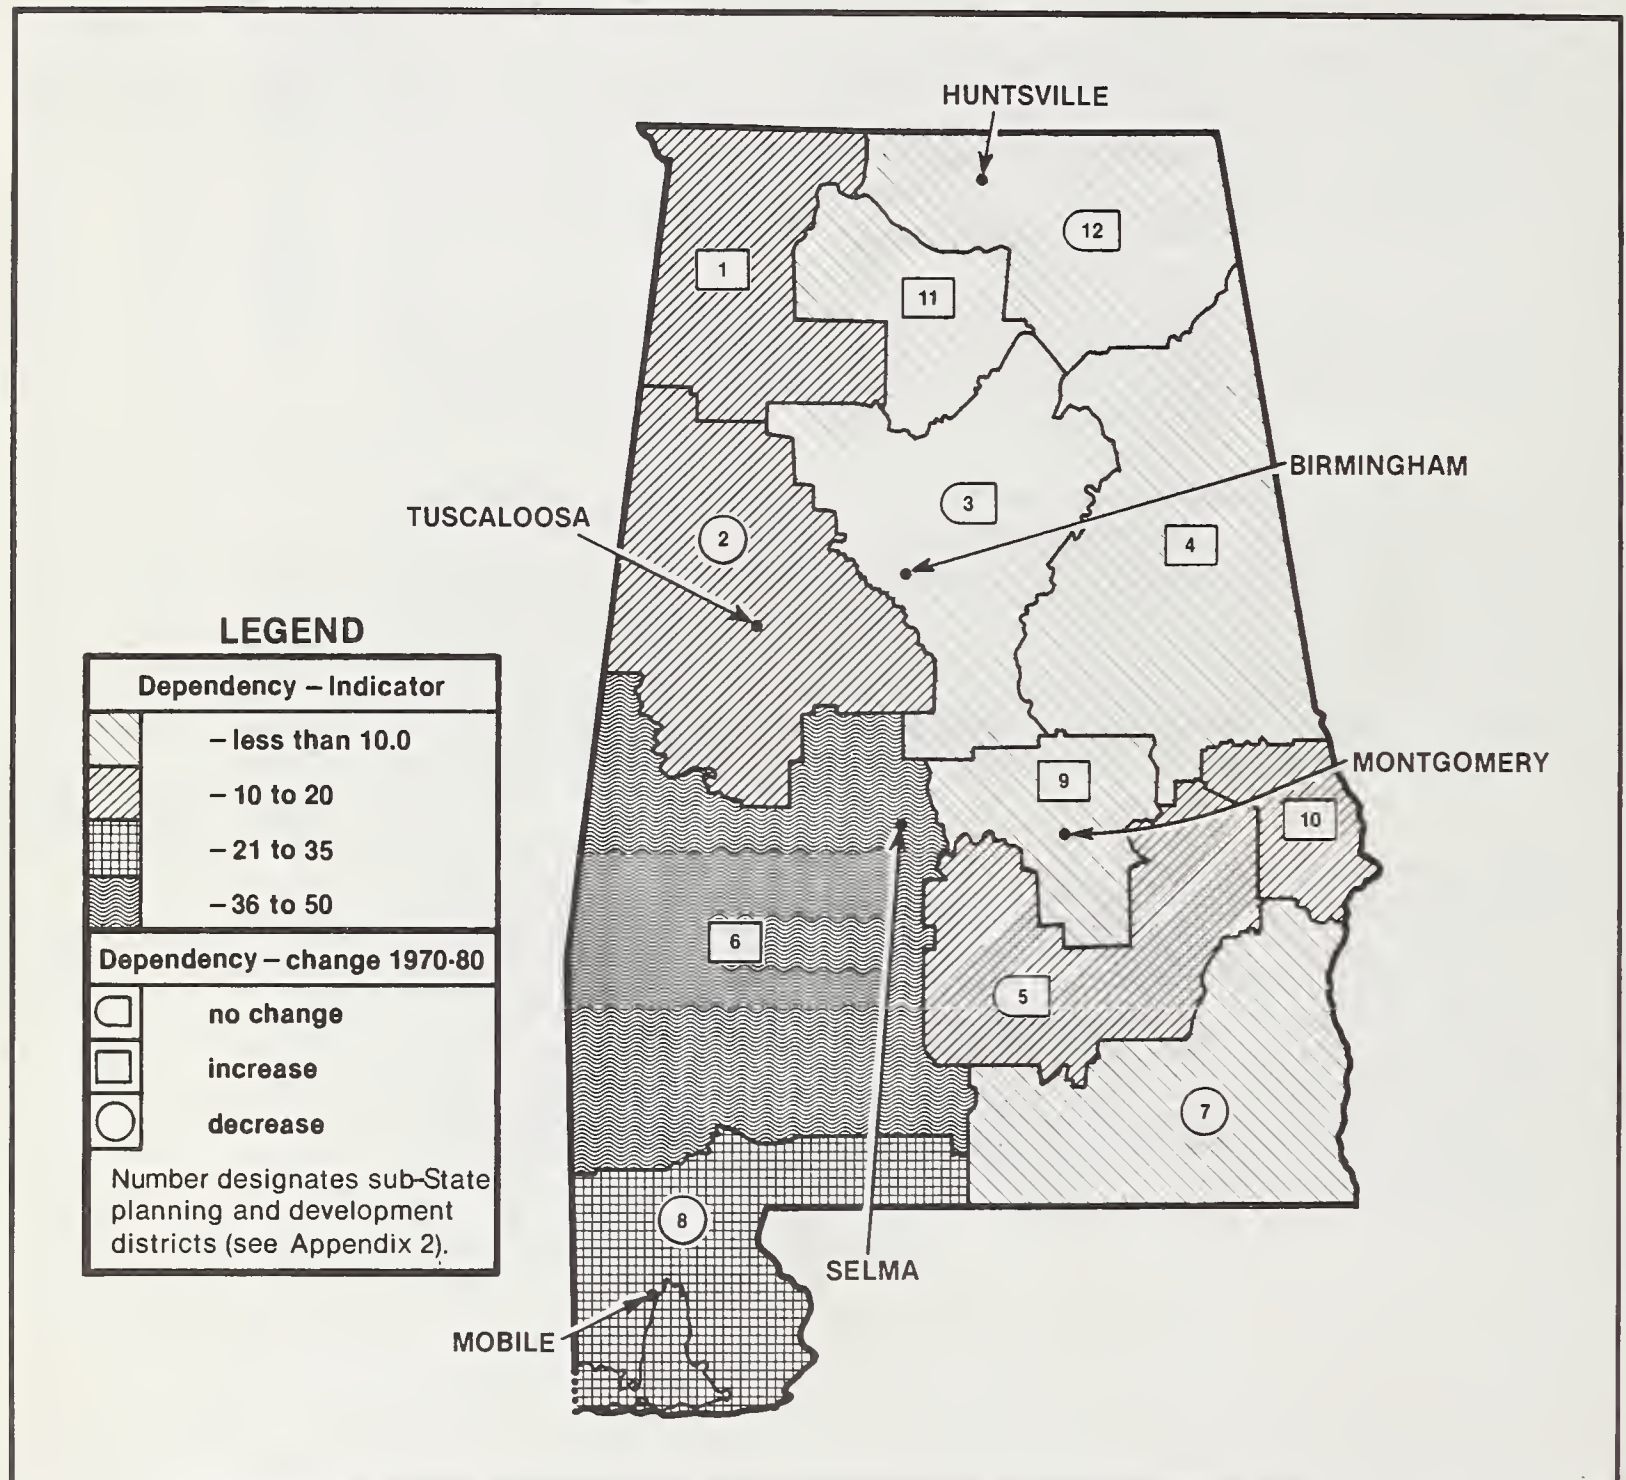 HUNTSVILLE
12
1
11
BIRMINGHAM
3
TUSCALOOSA
2
4
LEGEND
Dependency – Indicator
– less than 10.0
– 10 to 20
– 21 to 35
– 36 to 50
Dependency – change 1970-80
no change
increase
decrease
Number designates sub-State
planning and development
districts (see Appendix 2).
MONTGOMERY
9
10
6
5
7
8
SELMA
MOBILE